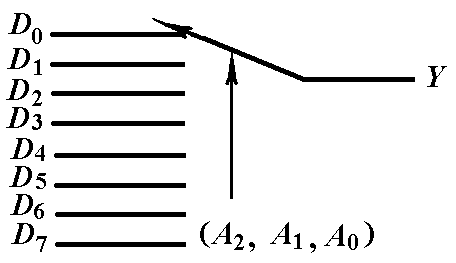 D₀
D₁
D₂
D₃
D₄
D₅
D₆
D₇
Y
(A₂, A₁, A₀)